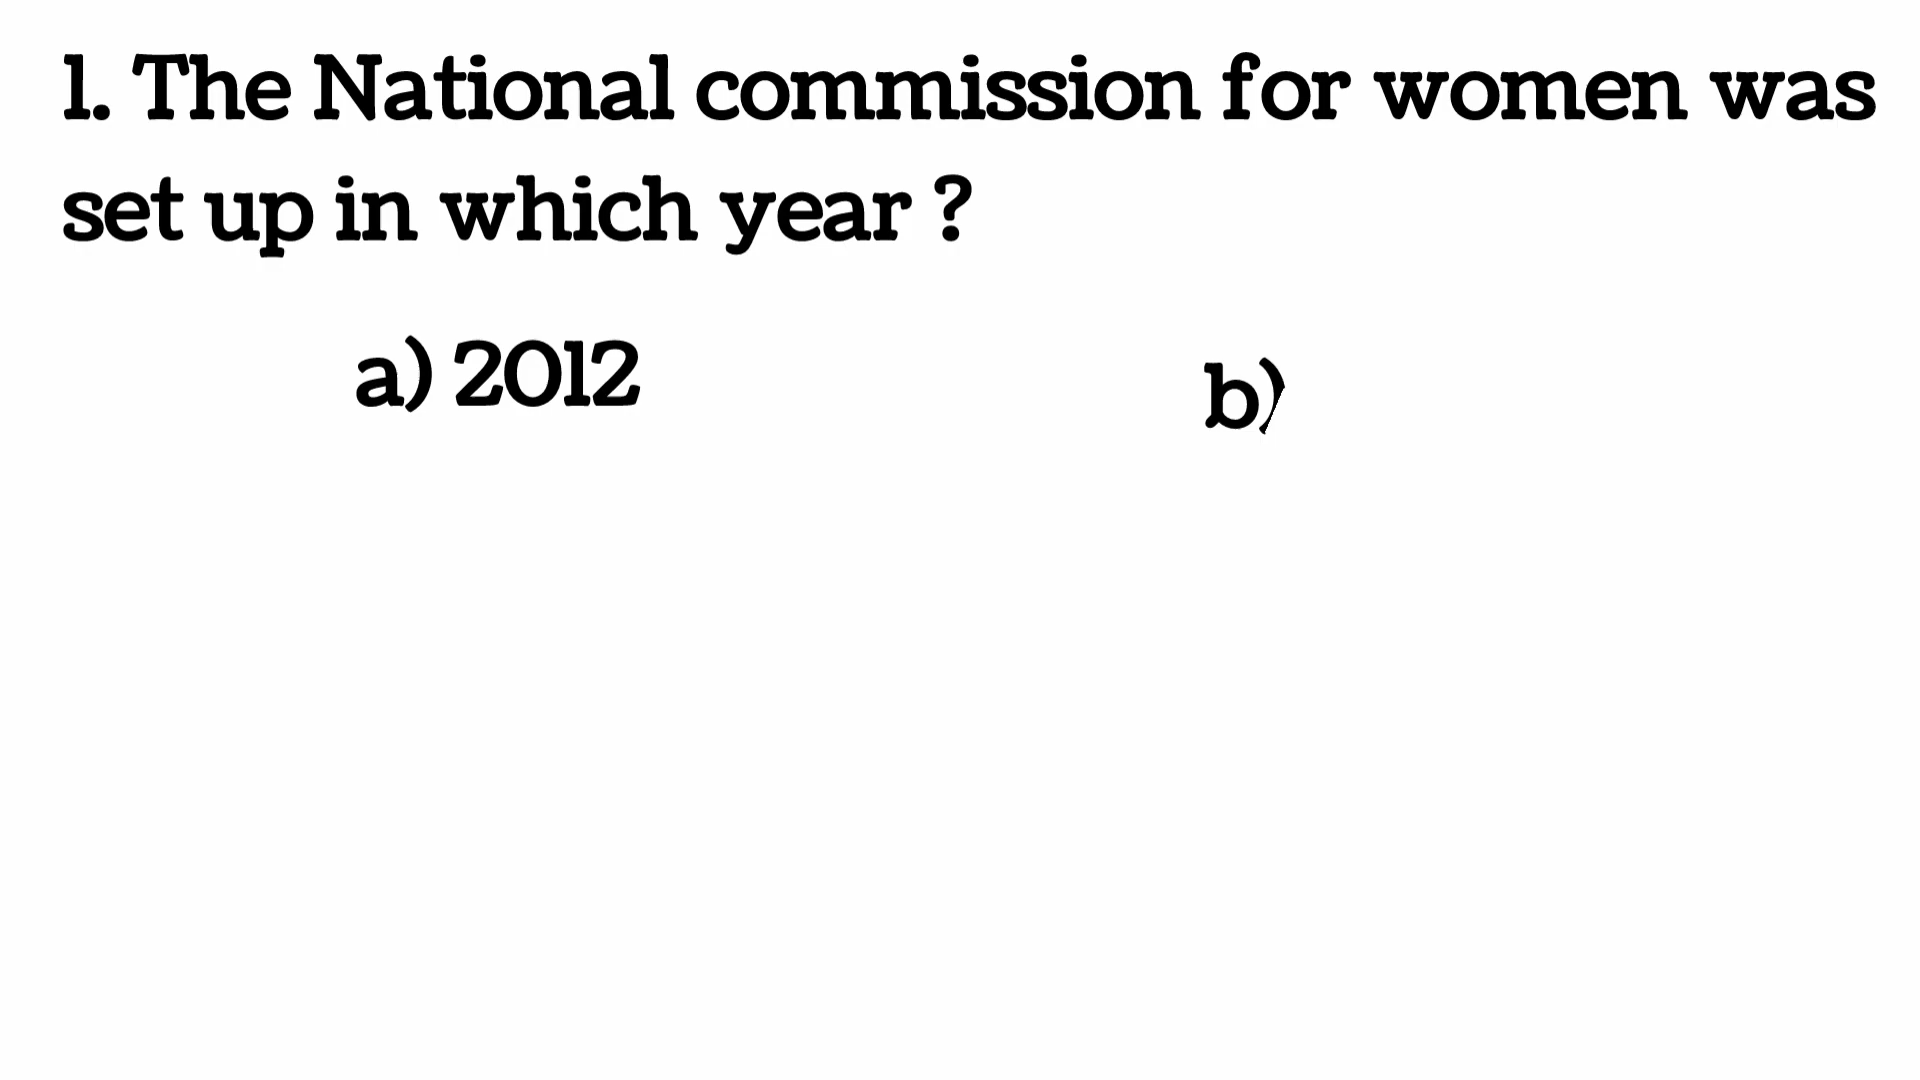 1. The National commission for women was
set up in which year ?
a) 2012 b)